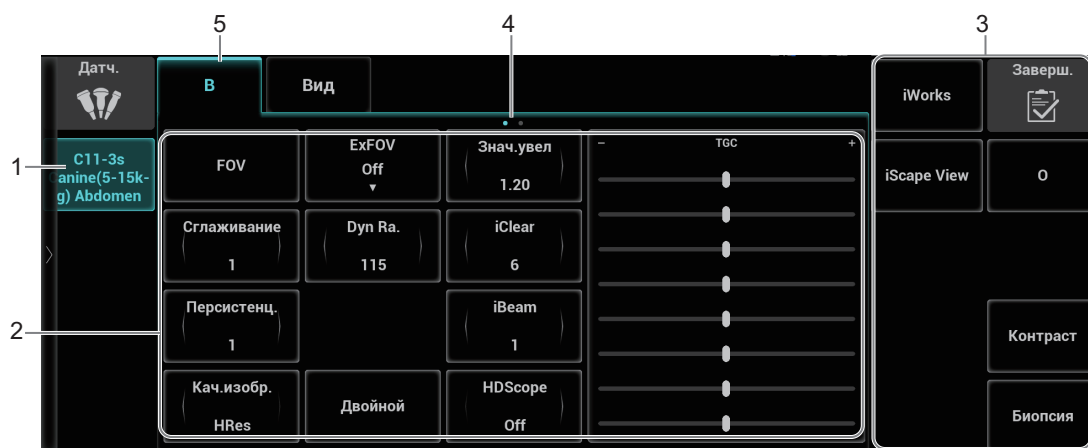 5
4
3
Датч.
B
Вид
iWorks
Заверш.
1
C11-3s
anine(5-15k-
g) Abdomen
FOV
ExFOV
Off
Знач.увел
1.20
−
TGC
+
iScape View
O
Сглаживание
1
Dyn Ra.
115
iClear
6
2
Персистенц.
1
iBeam
1
Контраст
Кач.изобр.
HRes
Двойной
HDScope
Off
Биопсия